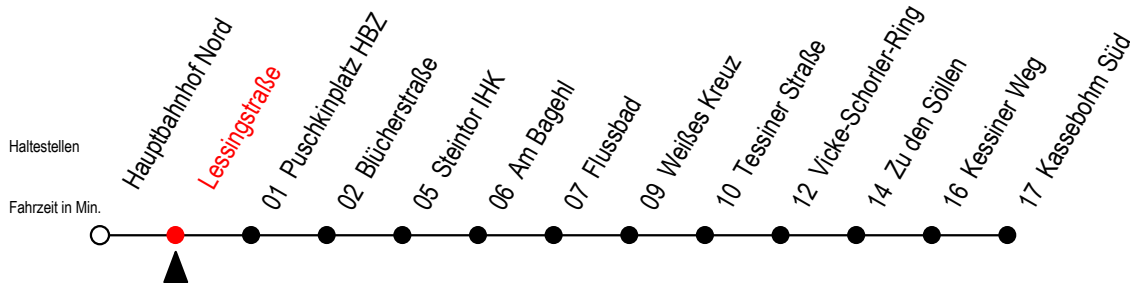 Haltestellen
Fahrzeit in Min.
Hauptbahnhof Nord
Lessingstraße
01 Puschkinplatz HBZ
02 Blücherstraße
05 Steintor IHK
06 Am Bagehl
07 Flussbad
09 Weißes Kreuz
10 Tessiner Straße
12 Vicke-Schorler-Ring
14 Zu den Söllen
16 Kessiner Weg
17 Kassebohm Süd